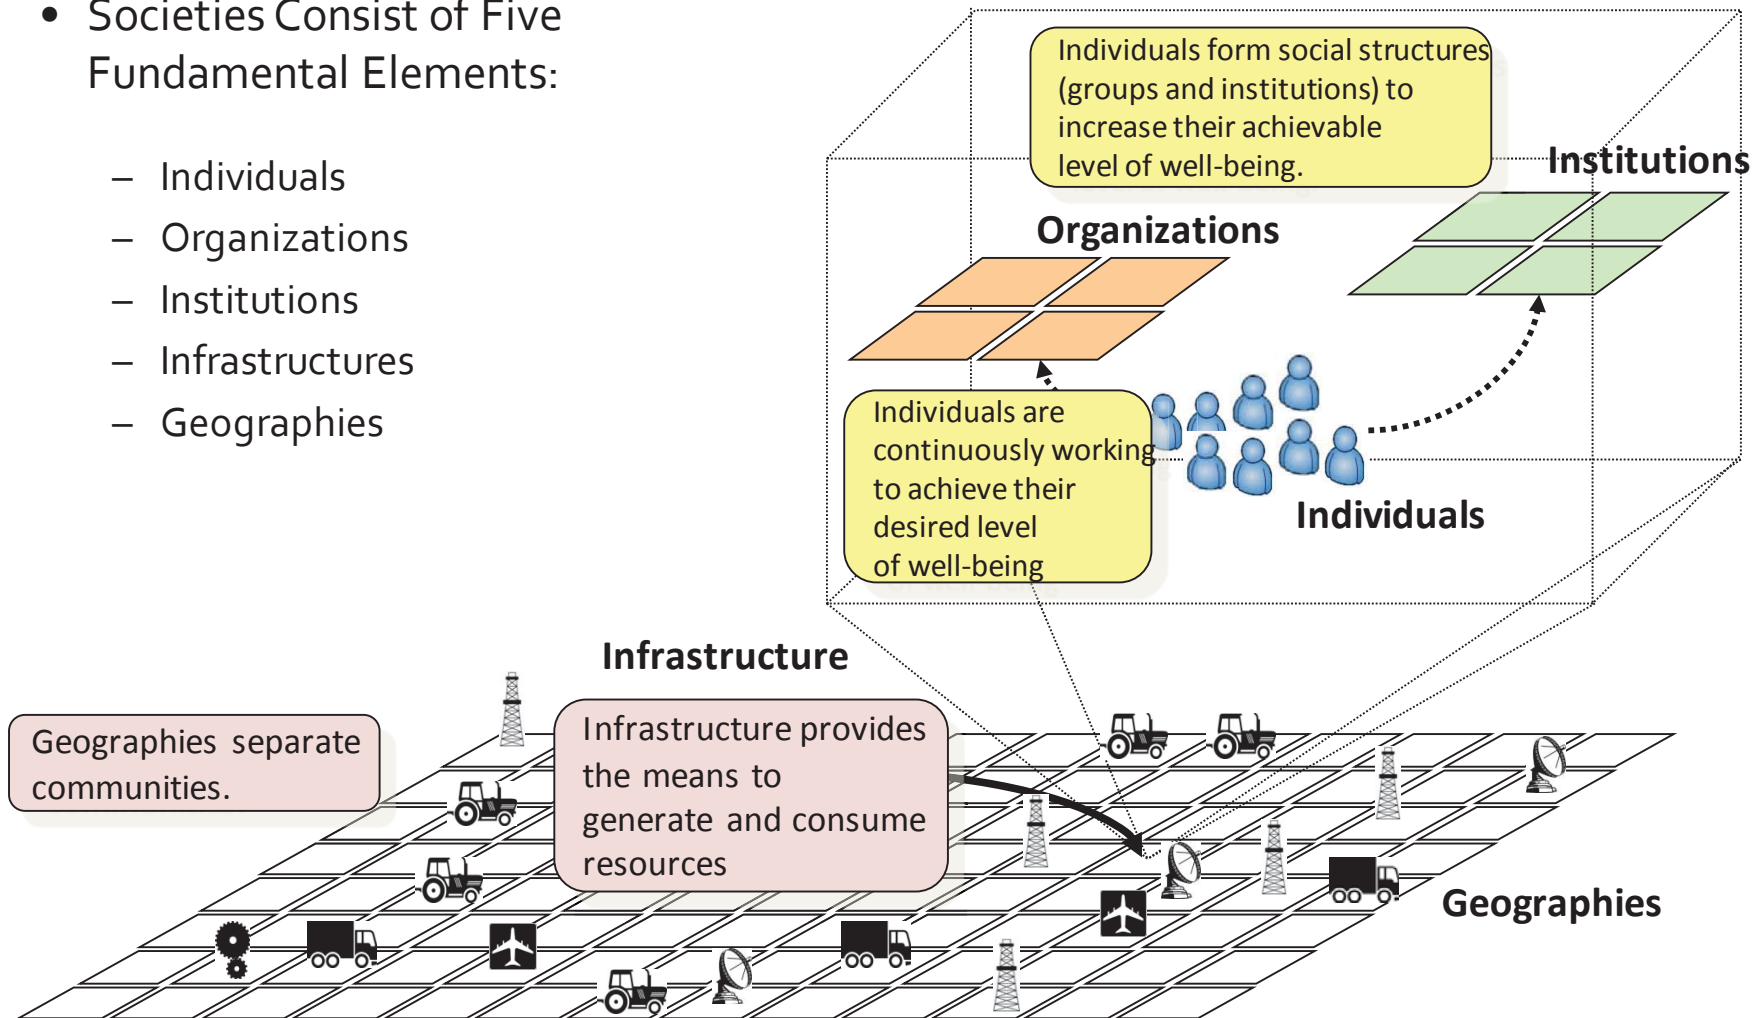 • Societies Consist of Five
Fundamental Elements:
– Individuals
– Organizations
– Institutions
– Infrastructures
– Geographies
Individuals form social structures
(groups and institutions) to
increase their achievable
level of well-being.
Institutions
Organizations
Individuals are
continuously working
to achieve their
desired level
of well-being
Individuals
Infrastructure
Geographies separate
communities.
Infrastructure provides
the means to
generate and consume
resources
Geographies